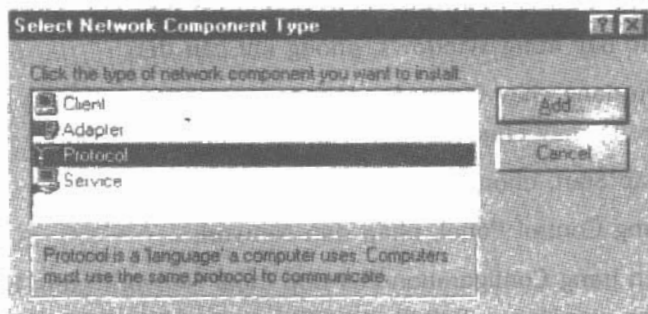 Select Network Component Type
Click the type of network component you want to install
Client
Adapter
Protocol
Service
Add...
Cancel
Protocol is a 'language' a computer uses. Computers
must use the same protocol to communicate.